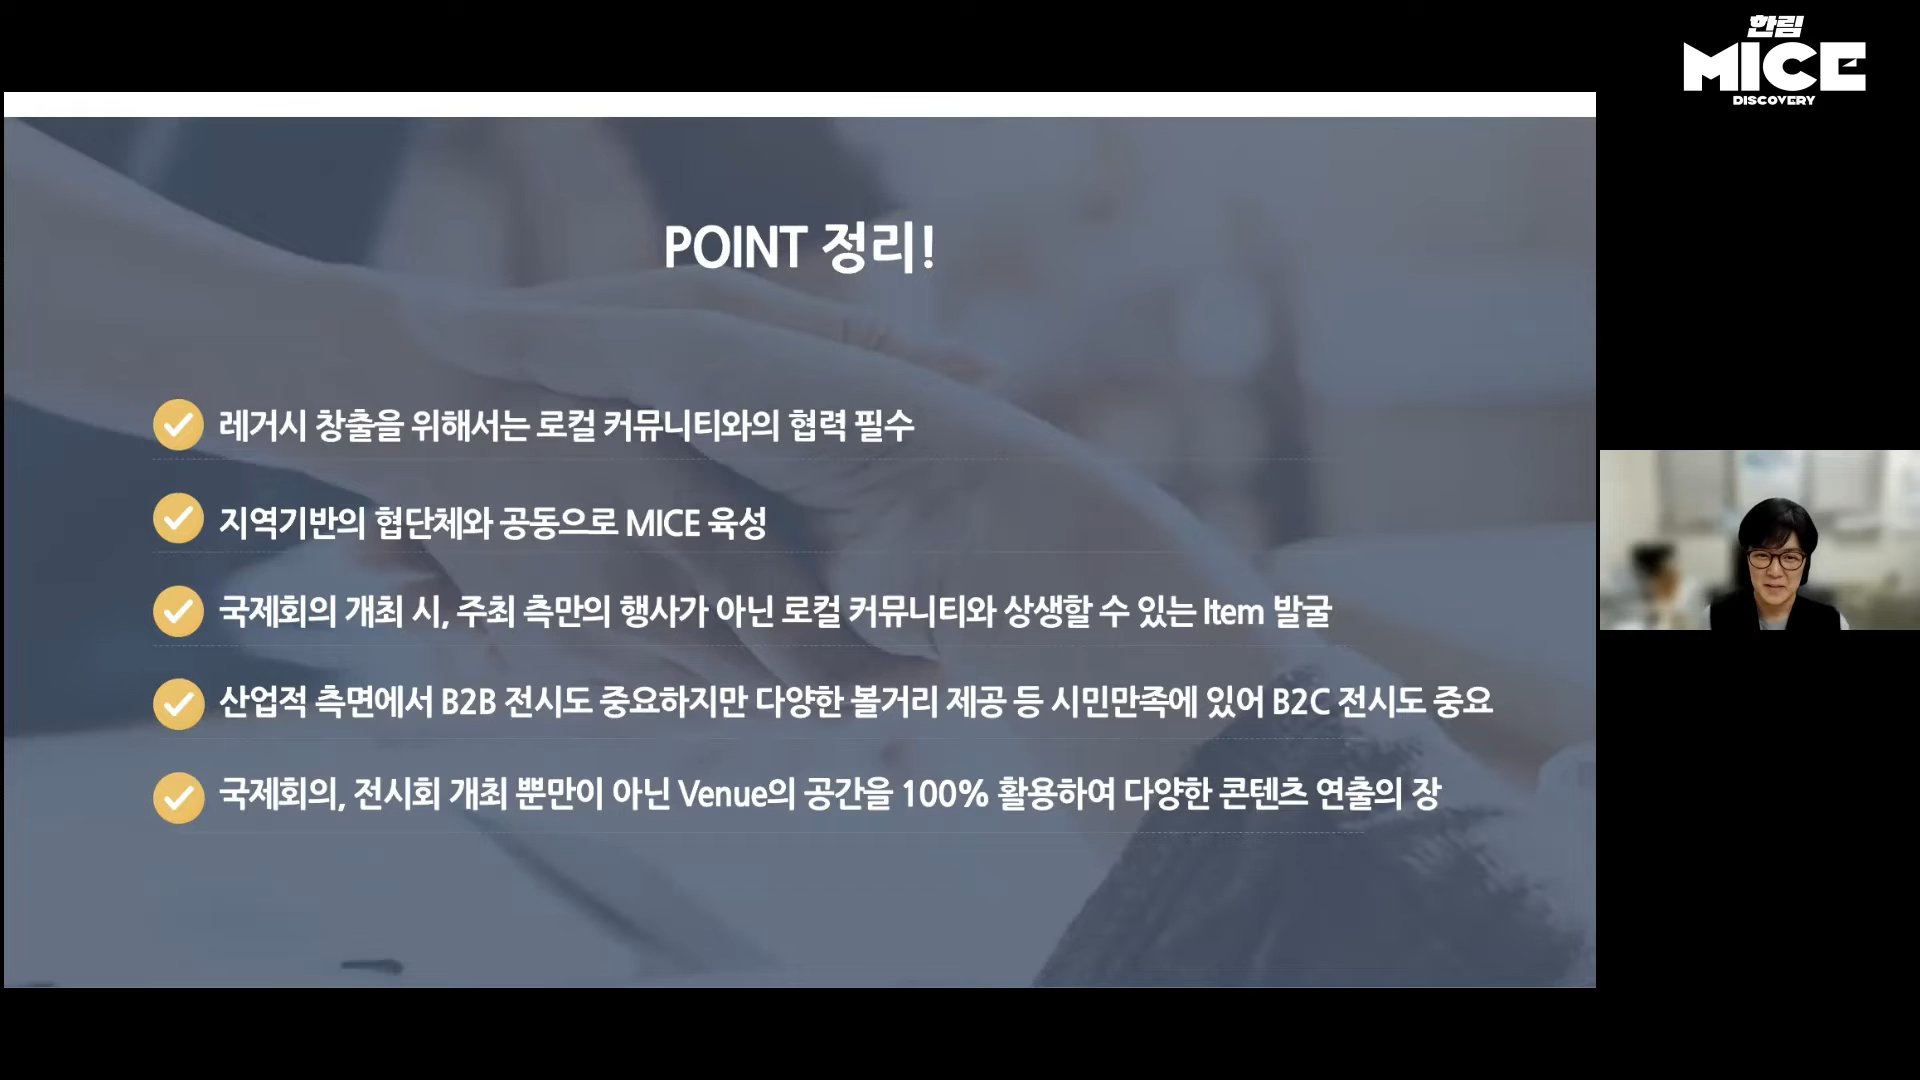 한림
MICE
DISCOVERY
POINT 정리!
레거시 창출을 위해서는 로컬 커뮤니티와의 협력 필수
지역기반의 협단체와 공동으로 MICE 육성
국제회의 개최 시, 주최 측만의 행사가 아닌 로컬 커뮤니티와 상생할 수 있는 Item 발굴
산업적 측면에서 B2B 전시도 중요하지만 다양한 볼거리 제공 등 시민만족에 있어 B2C 전시도 중요
국제회의, 전시회 개최 뿐만이 아닌 Venue의 공간을 100% 활용하여 다양한 콘텐츠 연출의 장